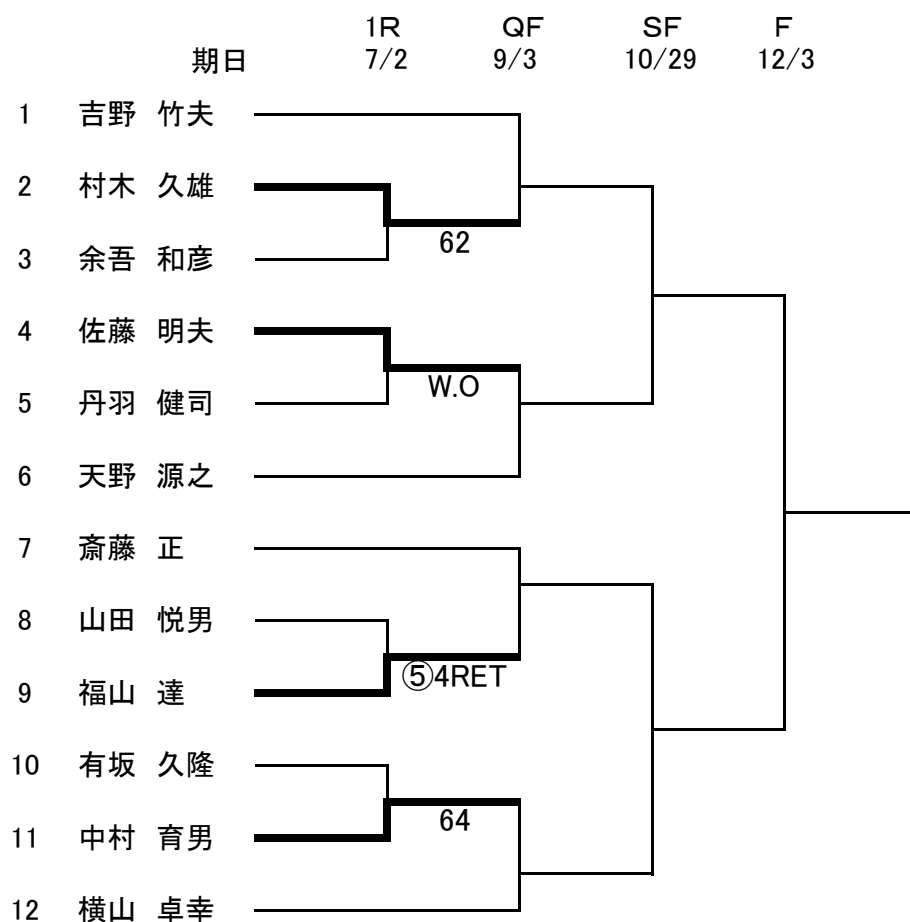 1R QF SF F
期日 7/2 9/3 10/29 12/3
1 吉野 竹夫
2 村木 久雄
62
3 余吾 和彦
4 佐藤 明夫
W.O
5 丹羽 健司
6 天野 源之
7 斎藤 正
8 山田 悦男
⑤4RET
9 福山 達
10 有坂 久隆
64
11 中村 育男
12 横山 卓幸